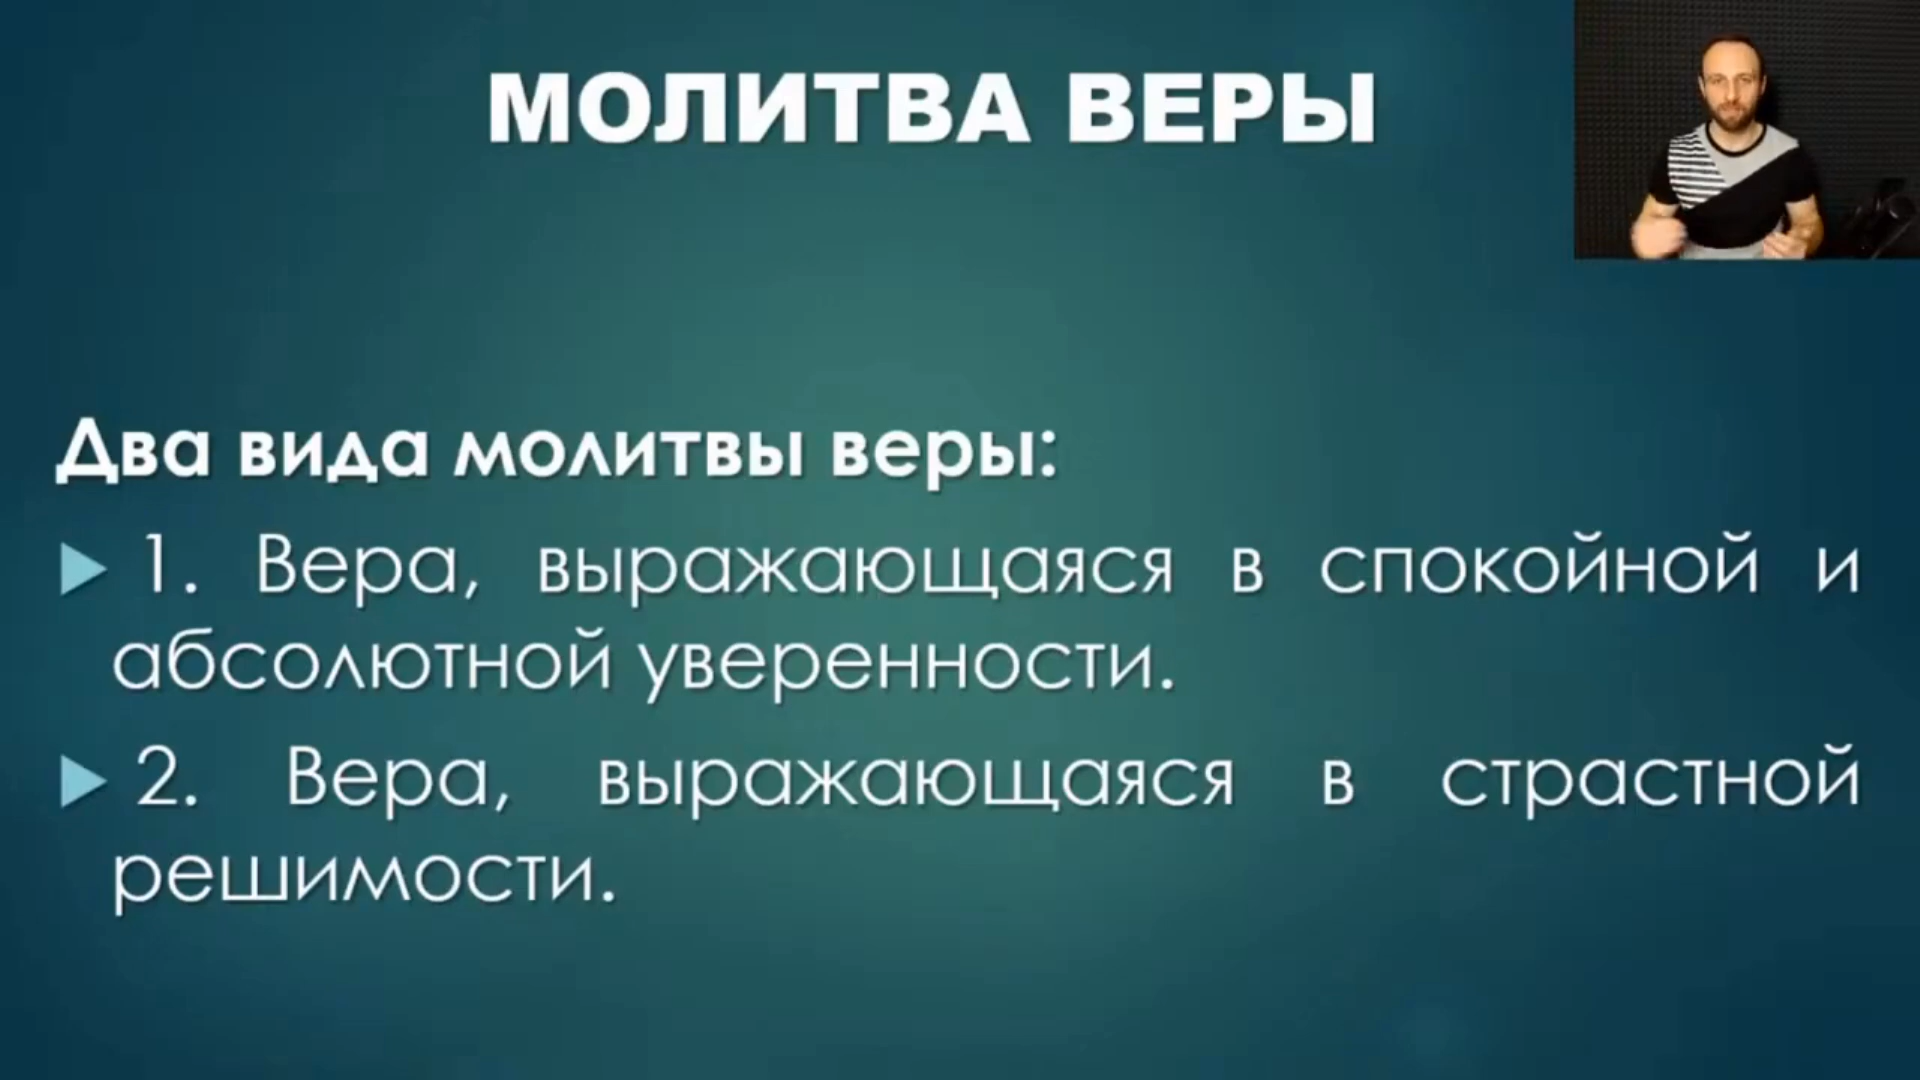 МОЛИТВА ВЕРЫ
Два вида молитвы веры:
1. Вера, выражающаяся в спокойной и
абсолютной уверенности.
2. Вера, выражающаяся в страстной
решимости.